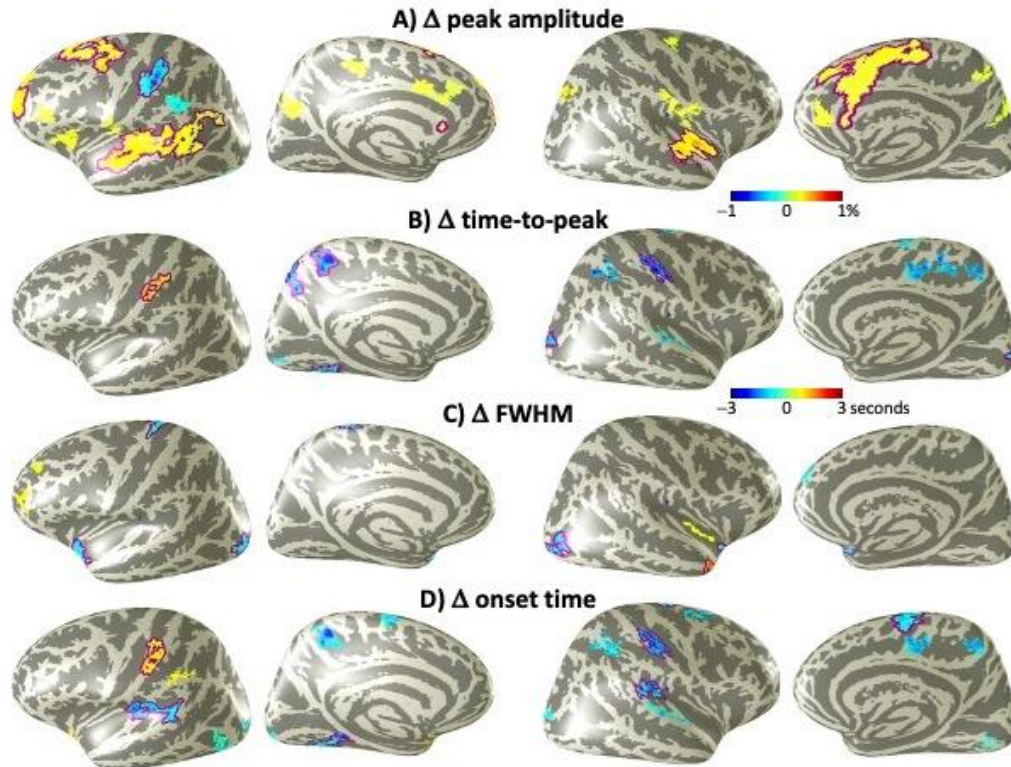 A) Δ peak amplitude
−1 0 1%
B) Δ time-to-peak
−3 0 3 seconds
C) Δ FWHM
D) Δ onset time